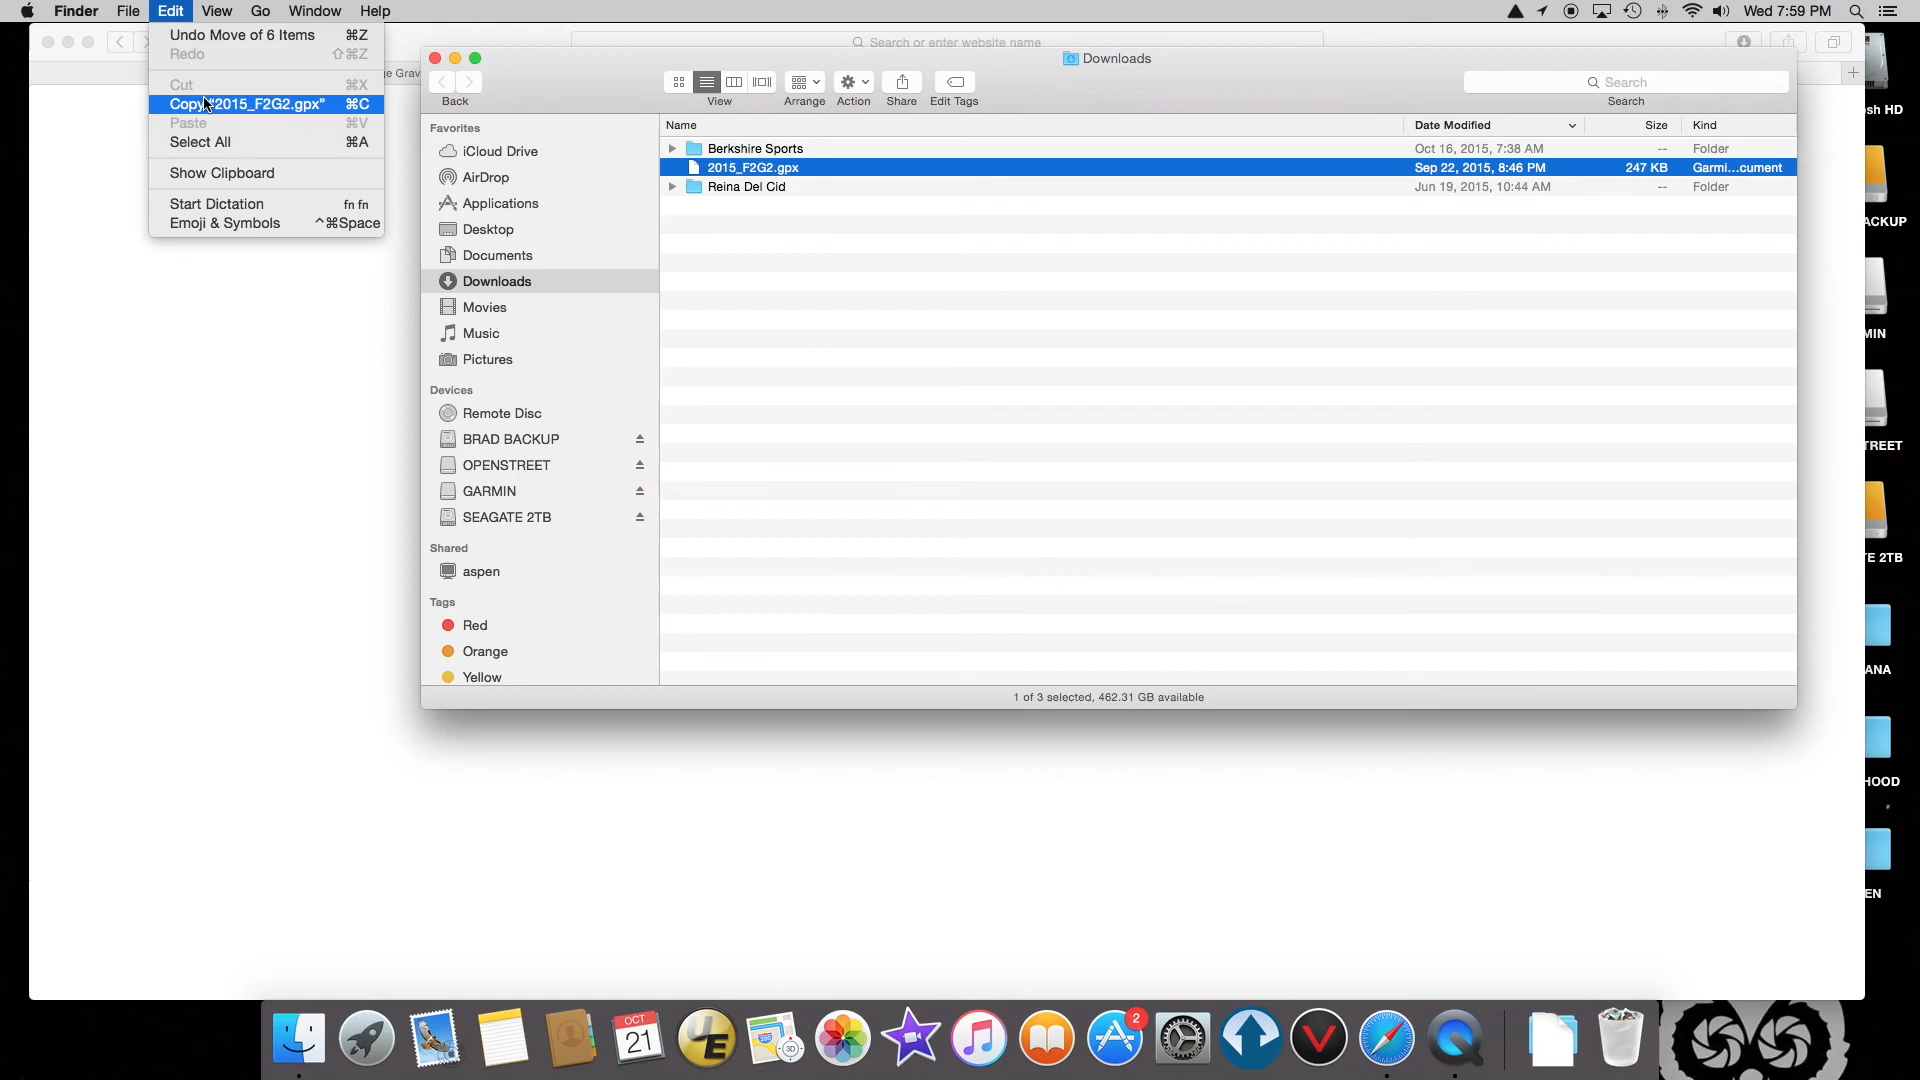 Finder File Edit View Go Window Help
Wed 7:59 PM
Undo Move of 6 Items ⌘Z
Redo ⇧⌘Z
Cut ⌘X
Copy “2015_F2G2.gpx” ⌘C
Paste ⌘V
Select All ⌘A
Show Clipboard
Start Dictation fn fn
Emoji & Symbols ^⌘Space
Search or enter website name
ge Grav
Downloads
Back
View
Arrange
Action
Share
Edit Tags
Search
Search
Favorites
iCloud Drive
AirDrop
Applications
Desktop
Documents
Downloads
Movies
Music
Pictures
Devices
Remote Disc
BRAD BACKUP
OPENSTREET
GARMIN
SEAGATE 2TB
Shared
aspen
Tags
Red
Orange
Yellow
Name Date Modified Size Kind
Berkshire Sports Oct 16, 2015, 7:38 AM -- Folder
2015_F2G2.gpx Sep 22, 2015, 8:46 PM 247 KB Garmi...cument
Reina Del Cid Jun 19, 2015, 10:44 AM -- Folder
1 of 3 selected, 462.31 GB available
sh HD
ACKUP
MIN
TREET
E 2TB
ANA
HOOD
EN
OCT
21
UE
280
3D
2